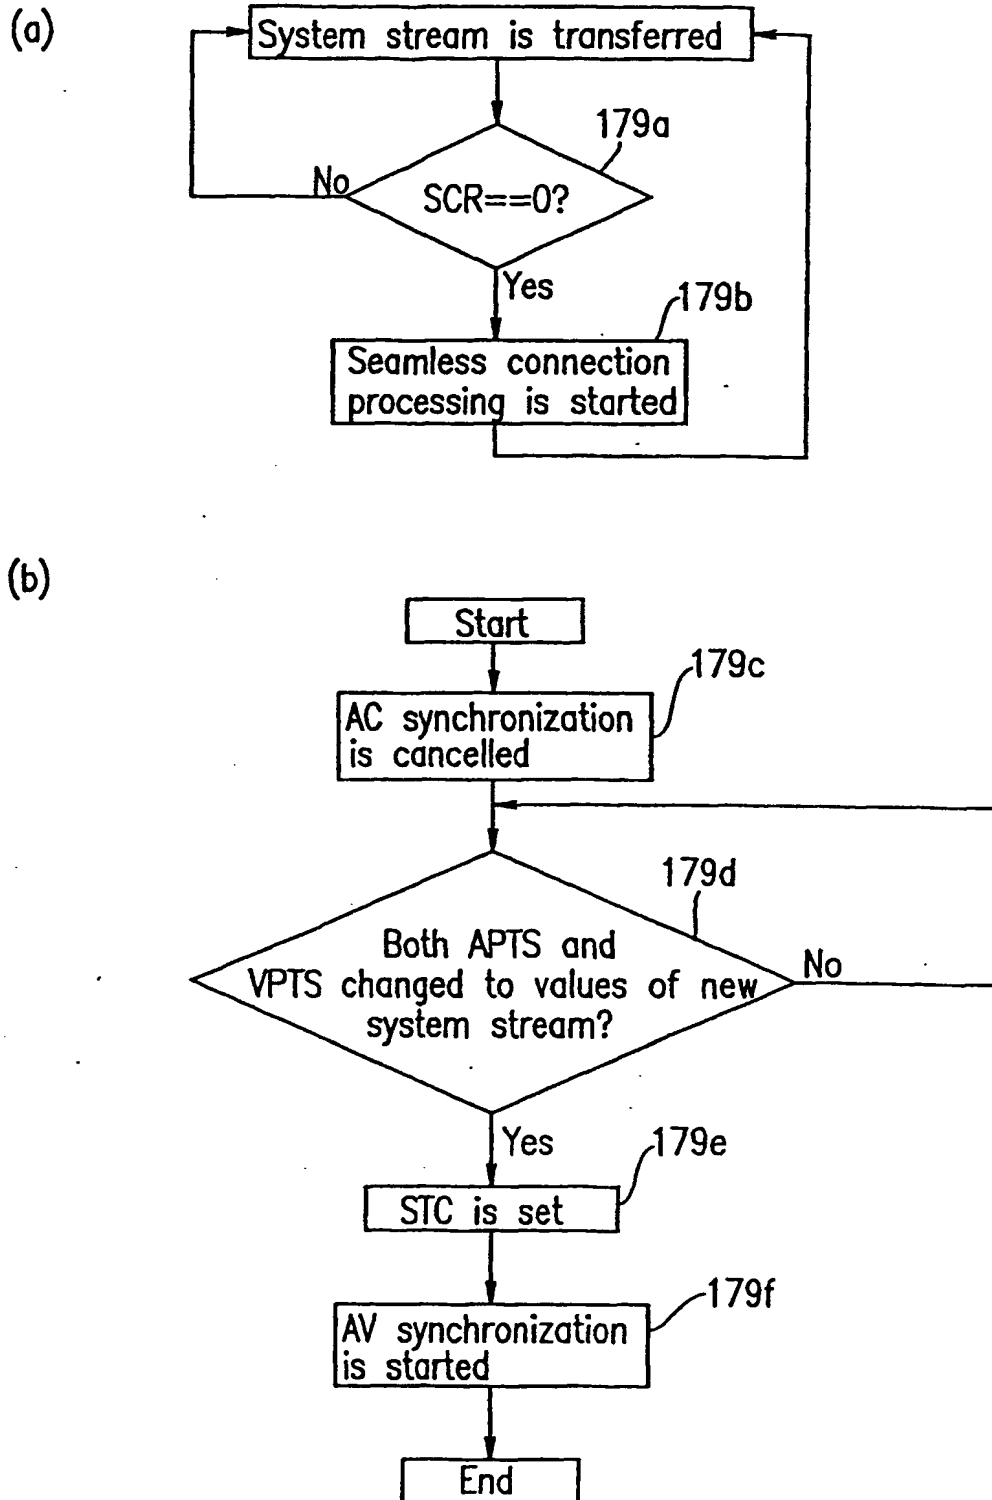 (a)
System stream is transferred
179a
No
SCR==0?
Yes
179b
Seamless connection
processing is started
(b)
Start
179c
AC synchronization
is cancelled
179d
Both APTS and
VPTS changed to values of new
system stream?
No
Yes
179e
STC is set
179f
AV synchronization
is started
End